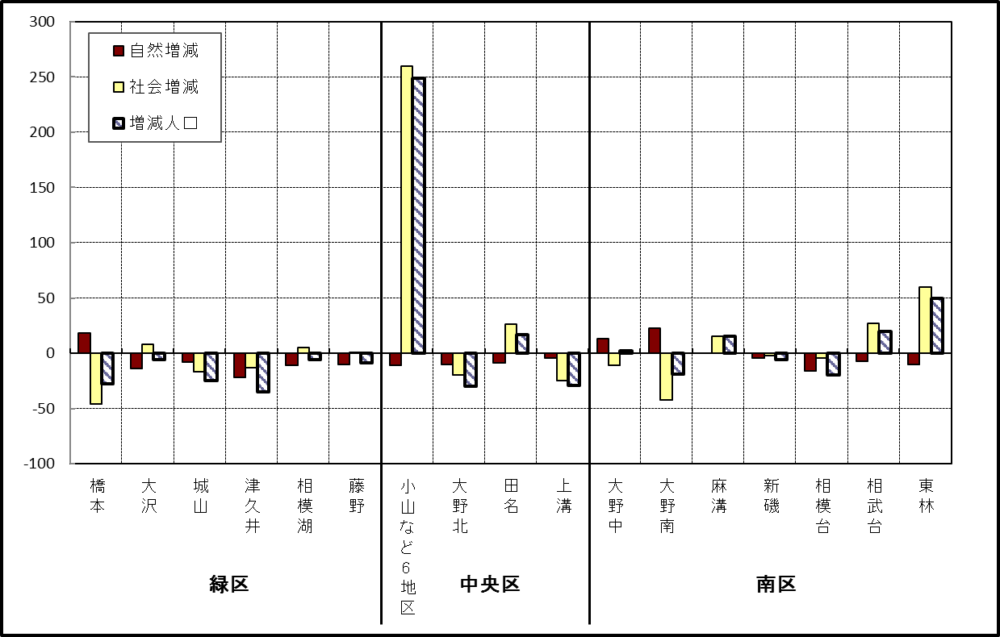 300
250
200
150
100
50
0
-50
-100
自然増減
社会増減
増減人口
橋本
大沢
城山
津久井
相模湖
藤野
小山など6地区
大野北
田名
上溝
大野中
大野南
麻溝
新磯
相模台
相武台
東林
緑区
中央区
南区